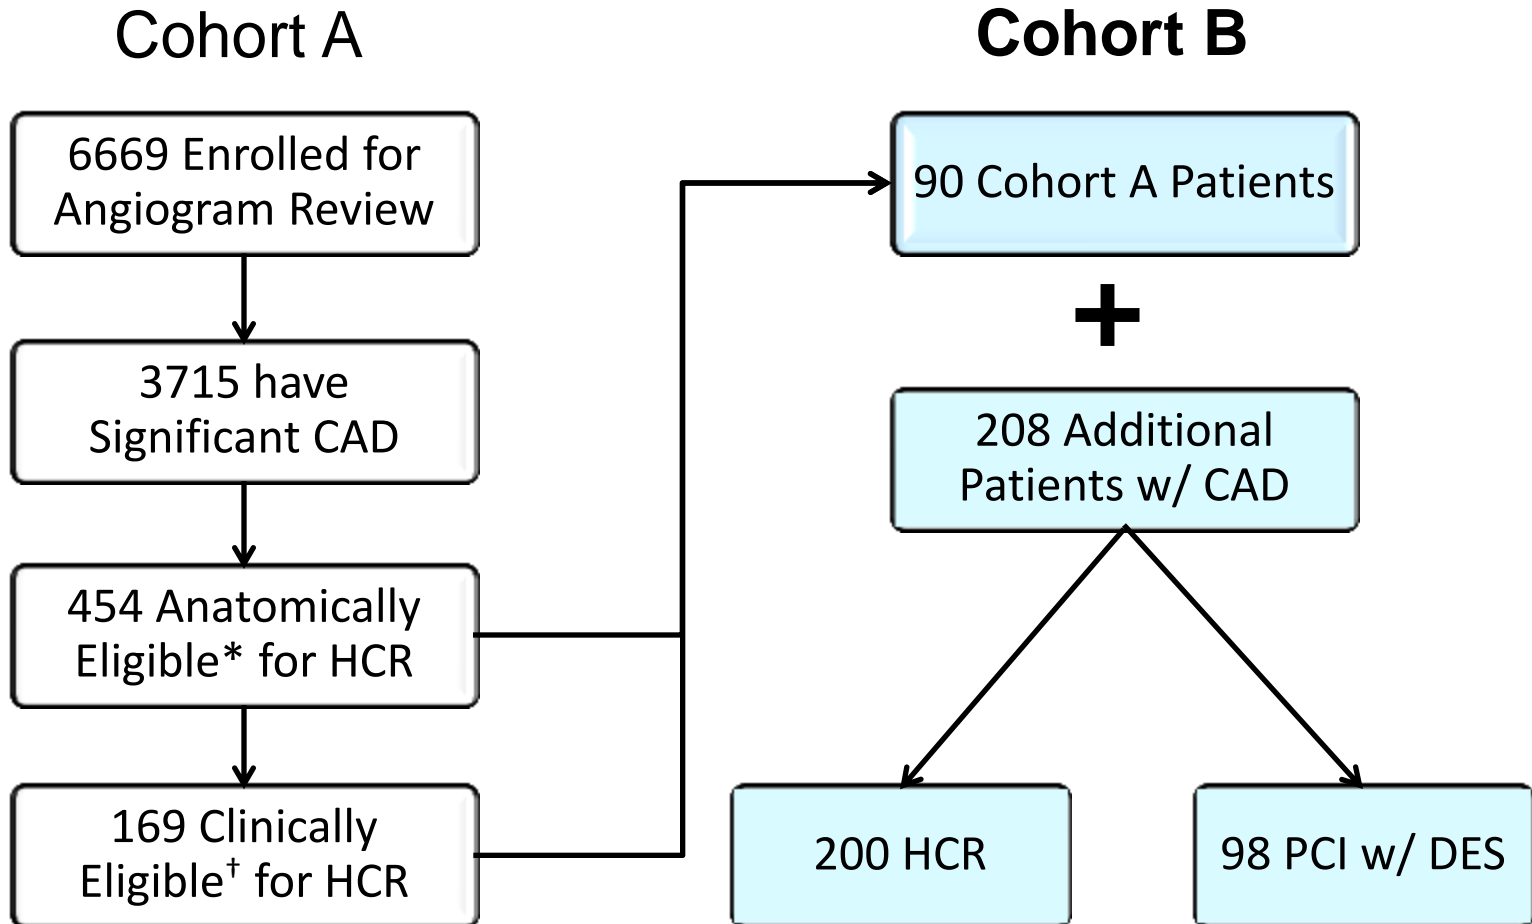 Cohort A
6669 Enrolled for
Angiogram Review
3715 have
Significant CAD
454 Anatomically
Eligible* for HCR
169 Clinically
Eligible† for HCR
Cohort B
90 Cohort A Patients
+
208 Additional
Patients w/ CAD
200 HCR
98 PCI w/ DES